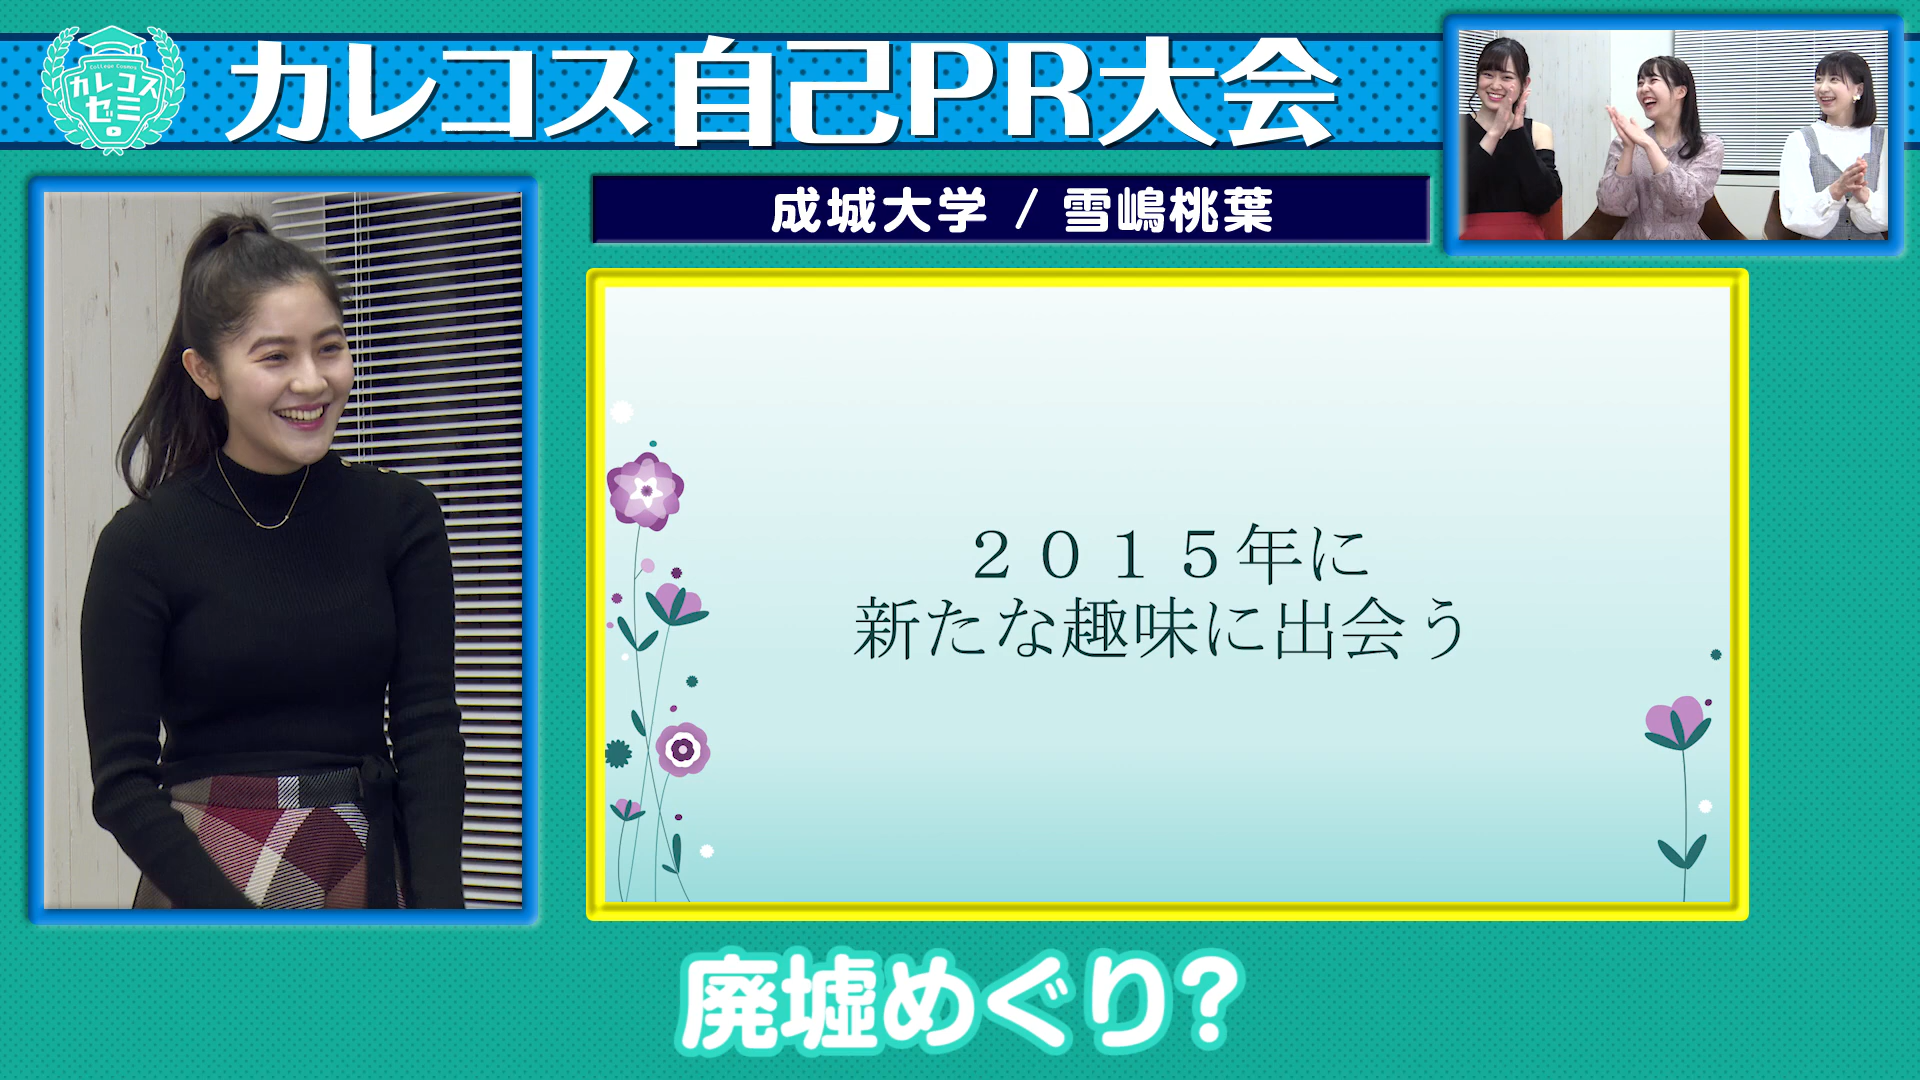 College Cosmos
カレコス
ゼミ
カレコス自己PR大会
成城大学 / 雪嶋桃葉
２０１５年に
新たな趣味に出会う
廃墟めぐり?